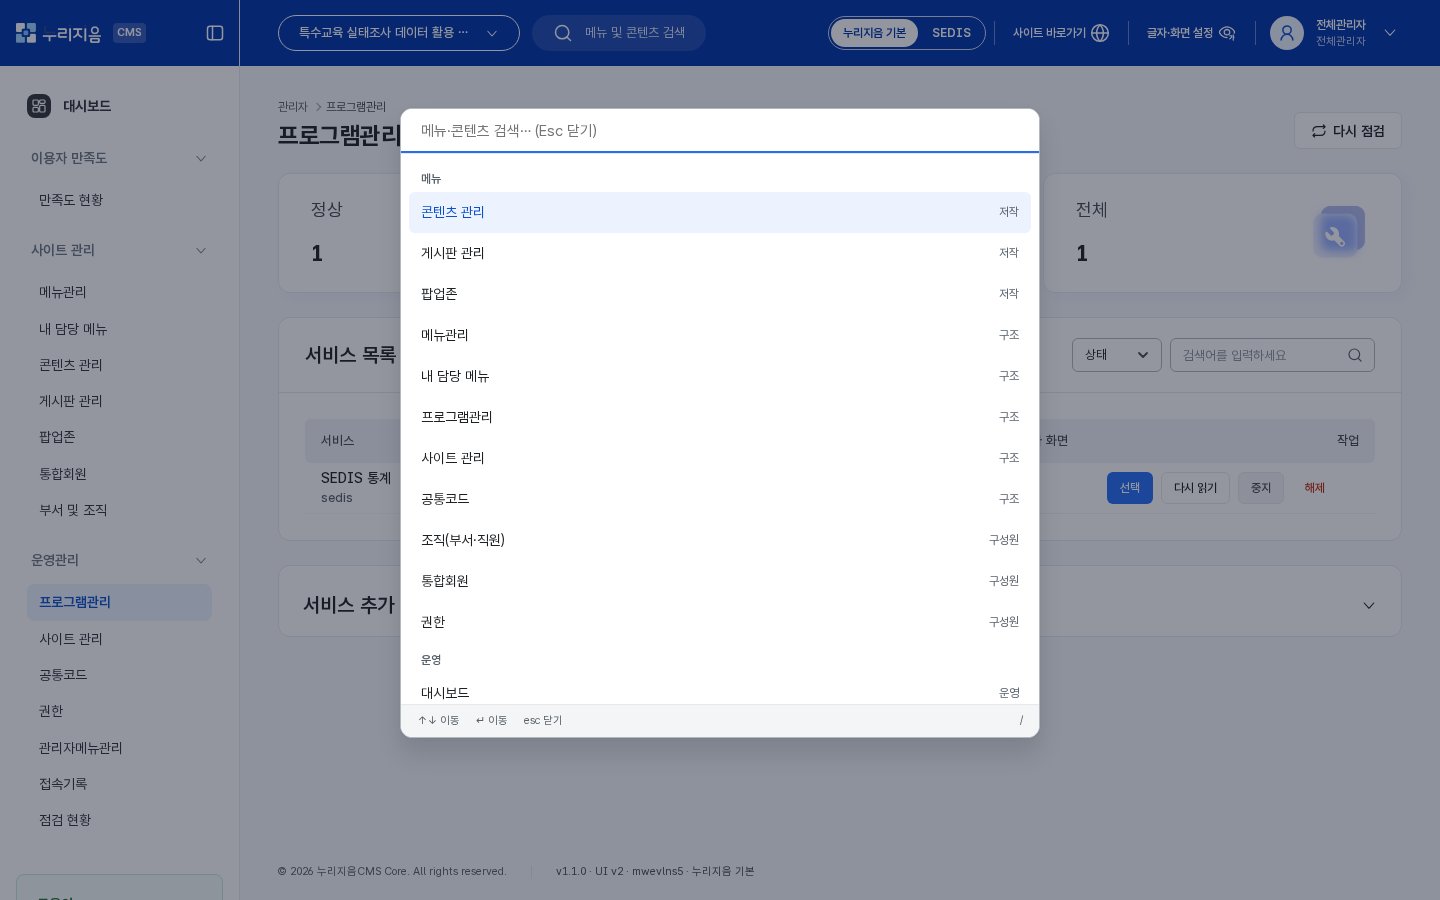 누리지음 CMS
특수교육 실태조사 데이터 활용 ···
메뉴 및 콘텐츠 검색
누리지음 기본
SEDIS
사이트 바로가기
글자·화면 설정
전체관리자
전체관리자
대시보드
이용자 만족도
만족도 현황
사이트 관리
메뉴관리
내 담당 메뉴
콘텐츠 관리
게시판 관리
팝업존
통합회원
부서 및 조직
운영관리
프로그램관리
사이트 관리
공통코드
권한
관리자메뉴관리
접속기록
점검 현황
관리자 > 프로그램관리
프로그램관리
다시 점검
정상
1
전체
1
서비스 목록
상태
검색어를 입력하세요
서비스
· 화면
작업
SEDIS 통계
sedis
선택
다시 읽기
중지
해제
서비스 추가
메뉴·콘텐츠 검색··· (Esc 닫기)
메뉴
콘텐츠 관리 저작
게시판 관리 저작
팝업존 저작
메뉴관리 구조
내 담당 메뉴 구조
프로그램관리 구조
사이트 관리 구조
공통코드 구조
조직(부서·직원) 구성원
통합회원 구성원
권한 구성원
운영
대시보드 운영
↑↓ 이동 ↵ 이동 esc 닫기 /
© 2026 누리지음CMS Core. All rights reserved.
v1.1.0 · UI v2 · mwevlns5 · 누리지음 기본